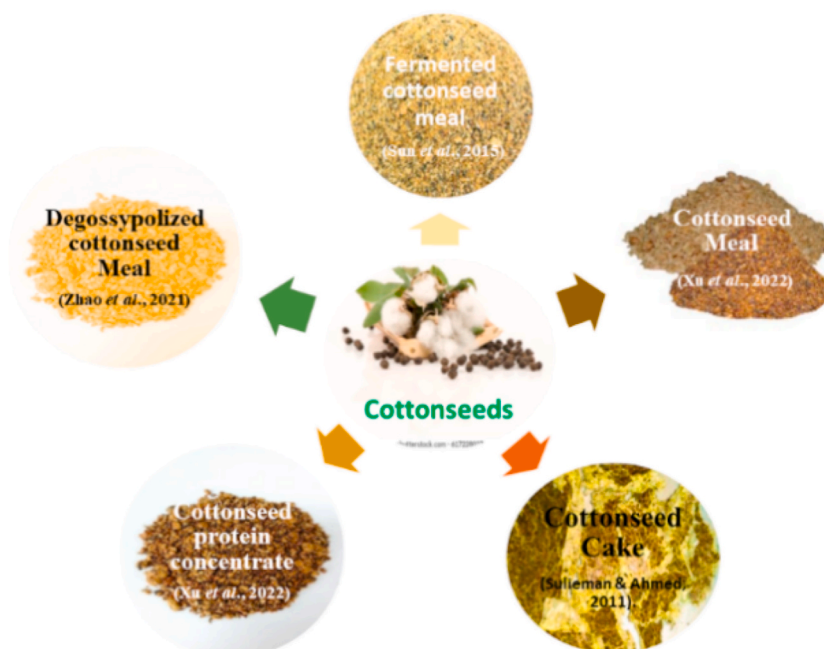 Fermented
cottonseed
meal
(Sun et al., 2015)
Degossypolized
cottonseed
Meal
(Zhao et al., 2021)
Cottonseed
Meal
(Xu et al., 2022)
Cottonseeds
Cottonseed
protein
concentrate
(Xu et al., 2022)
Cottonseed
Cake
(Sulieman & Ahmed,
2011).